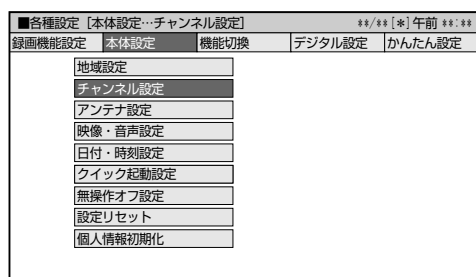 ■各種設定［本体設定…チャンネル設定］ **/**[*]午前 **:**
録画機能設定 本体設定 機能切換 デジタル設定 かんたん設定
地域設定
チャンネル設定
アンテナ設定
映像・音声設定
日付・時刻設定
クイック起動設定
無操作オフ設定
設定リセット
個人情報初期化